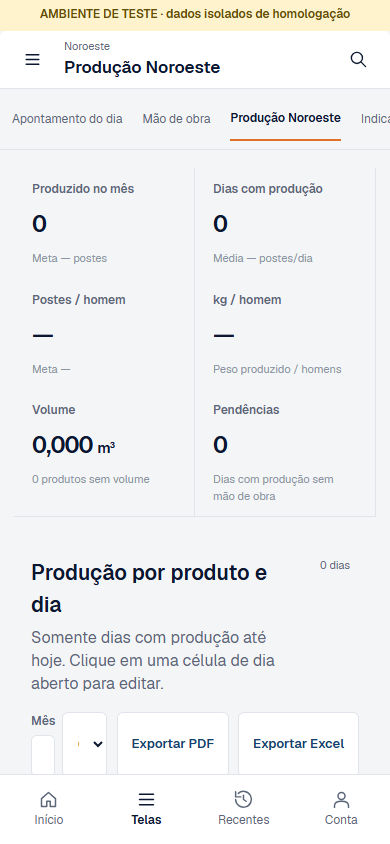 AMBIENTE DE TESTE · dados isolados de homologação
Noroeste
Produção Noroeste
Apontamento do dia Mão de obra Produção Noroeste Indica
Produzido no mês
0
Meta — postes
Dias com produção
0
Média — postes/dia
Postes / homem
—
Meta —
kg / homem
—
Peso produzido / homens
Volume
0,000 m³
0 produtos sem volume
Pendências
0
Dias com produção sem
mão de obra
Produção por produto e
dia
0 dias
Somente dias com produção até
hoje. Clique em uma célula de dia
aberto para editar.
Mês
Exportar PDF
Exportar Excel
Início Telas Recentes Conta